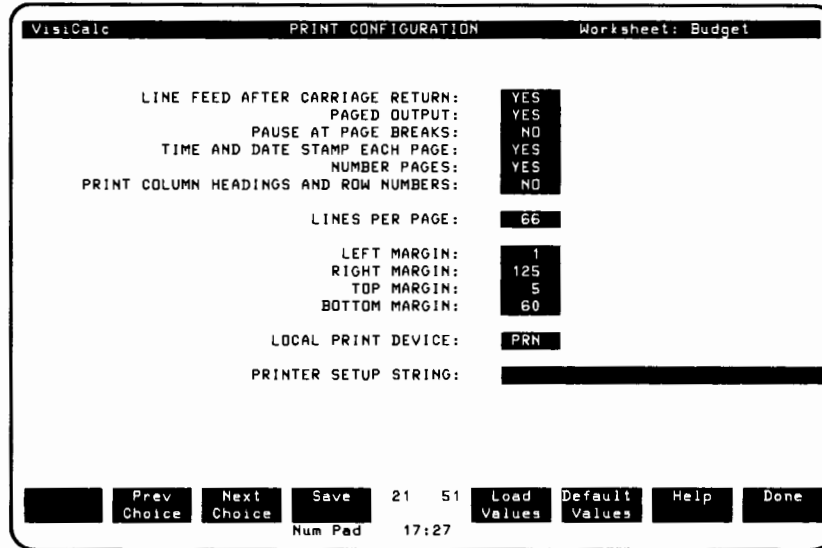 VisiCalc PRINT CONFIGURATION Worksheet: Budget
LINE FEED AFTER CARRIAGE RETURN: YES
PAGED OUTPUT: YES
PAUSE AT PAGE BREAKS: NO
TIME AND DATE STAMP EACH PAGE: YES
NUMBER PAGES: YES
PRINT COLUMN HEADINGS AND ROW NUMBERS: NO
LINES PER PAGE: 66
LEFT MARGIN: 1
RIGHT MARGIN: 125
TOP MARGIN: 5
BOTTOM MARGIN: 60
LOCAL PRINT DEVICE: PRN
PRINTER SETUP STRING:
Prev Next Save 21 51 Load Default Help Done
Choice Choice Values Values
Num Pad 17:27